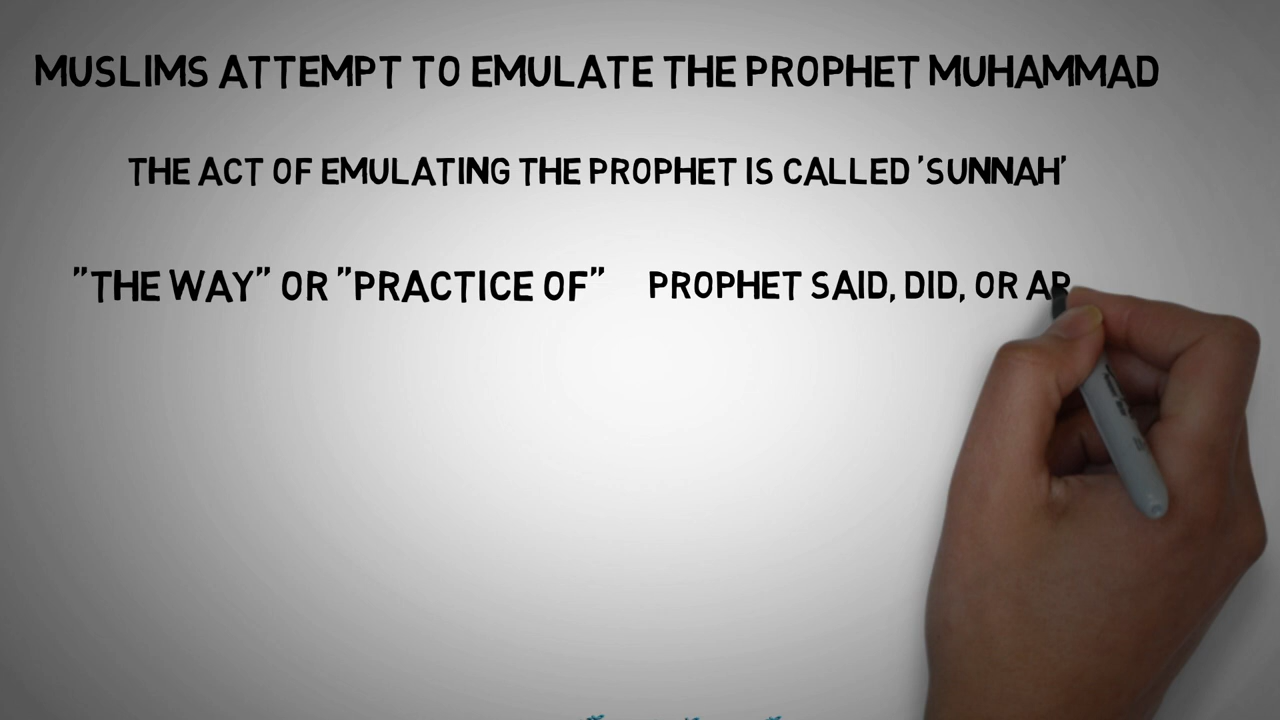 MUSLIMS ATTEMPT TO EMULATE THE PROPHET MUHAMMAD
THE ACT OF EMULATING THE PROPHET IS CALLED 'SUNNAH'
"THE WAY" OR "PRACTICE OF" PROPHET SAID, DID, OR AP